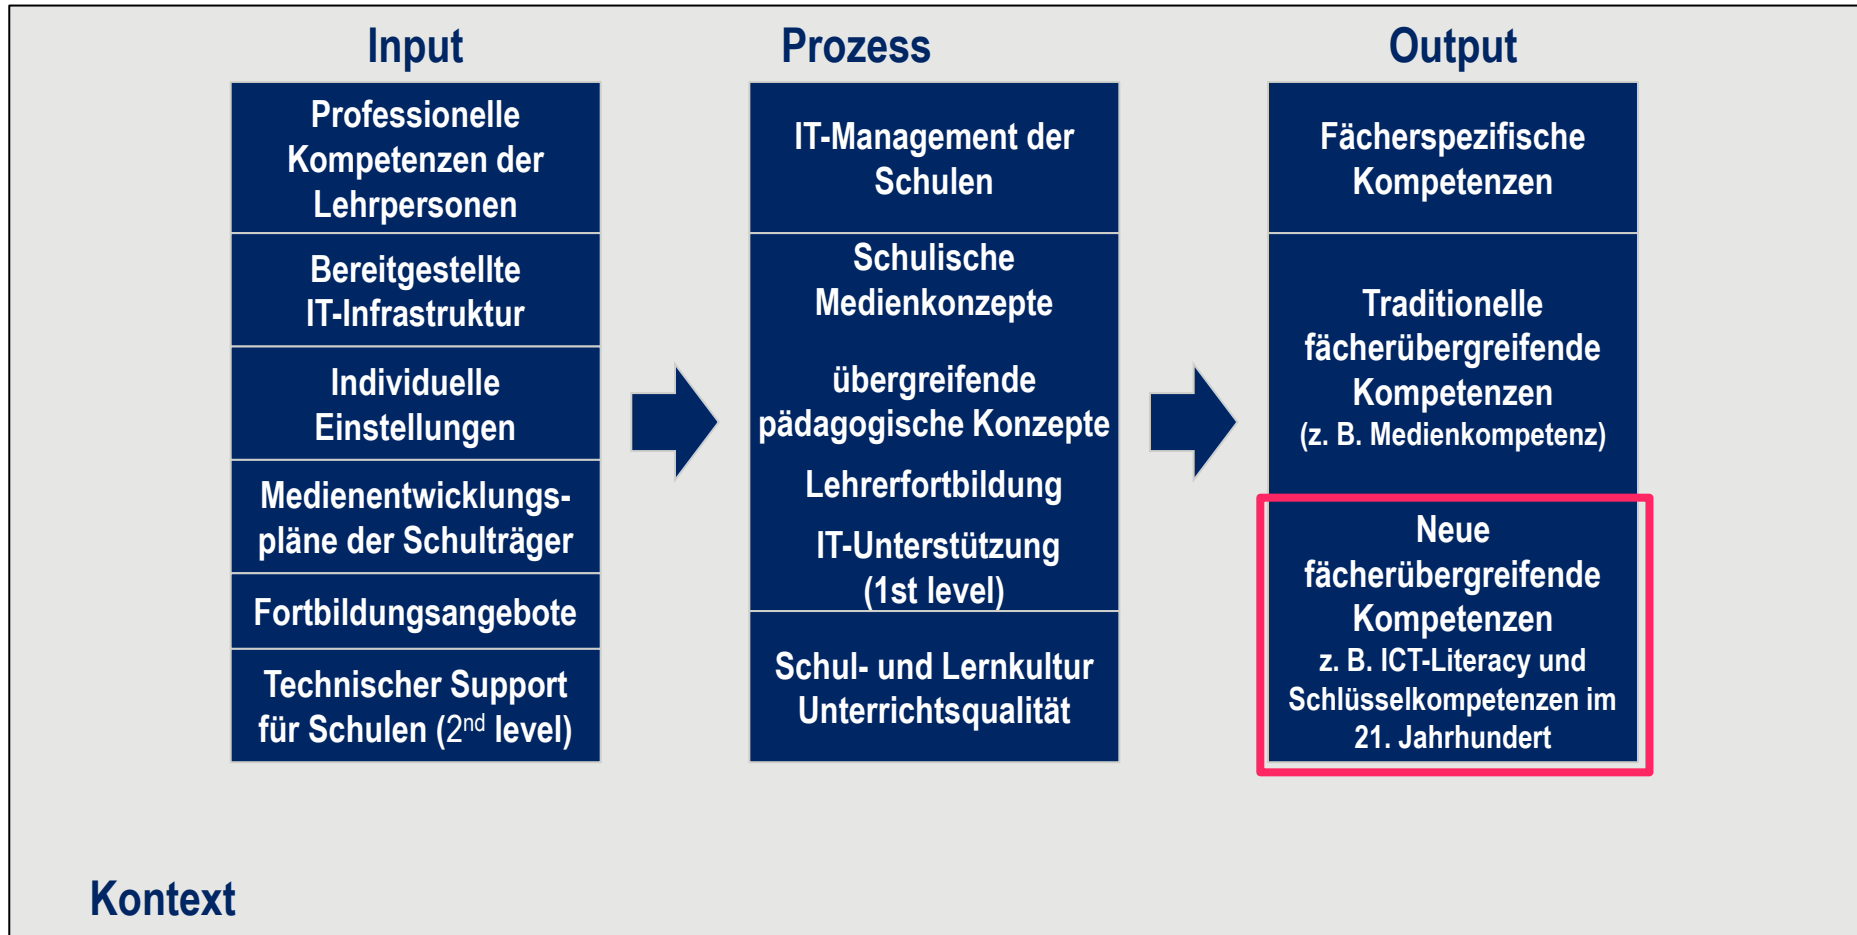 Input
Professionelle
Kompetenzen der
Lehrpersonen
Bereitgestellte
IT-Infrastruktur
Individuelle
Einstellungen
Medienentwicklungs-
pläne der Schulträger
Fortbildungsangebote
Technischer Support
für Schulen (2nd level)
Prozess
IT-Management der
Schulen
Schulische
Medienkonzepte
übergreifende
pädagogische Konzepte
Lehrerfortbildung
IT-Unterstützung
(1st level)
Schul- und Lernkultur
Unterrichtsqualität
Output
Fächerspezifische
Kompetenzen
Traditionelle
fächerübergreifende
Kompetenzen
(z. B. Medienkompetenz)
Neue
fächerübergreifende
Kompetenzen
z. B. ICT-Literacy und
Schlüsselkompetenzen im
21. Jahrhundert
Kontext